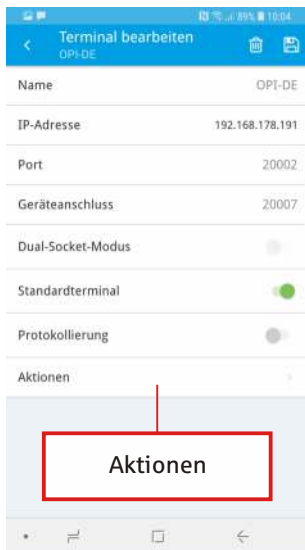 89% 10:04
Terminal bearbeiten
OPI-DE
Name OPI-DE
IP-Adresse 192.168.178.191
Port 20002
Geräteanschluss 20007
Dual-Socket-Modus
Standardterminal
Protokollierung
Aktionen
Aktionen